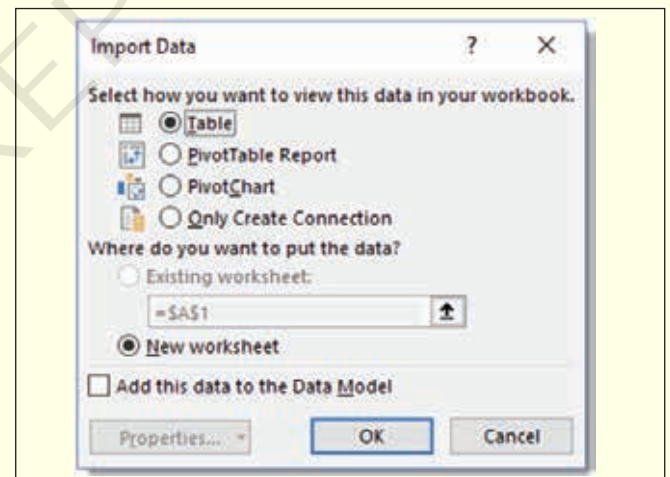 Import Data ? X
Select how you want to view this data in your workbook.
Table
PivotTable Report
PivotChart
Only Create Connection
Where do you want to put the data?
Existing worksheet:
=$A$1
New worksheet
Add this data to the Data Model
Properties... OK Cancel